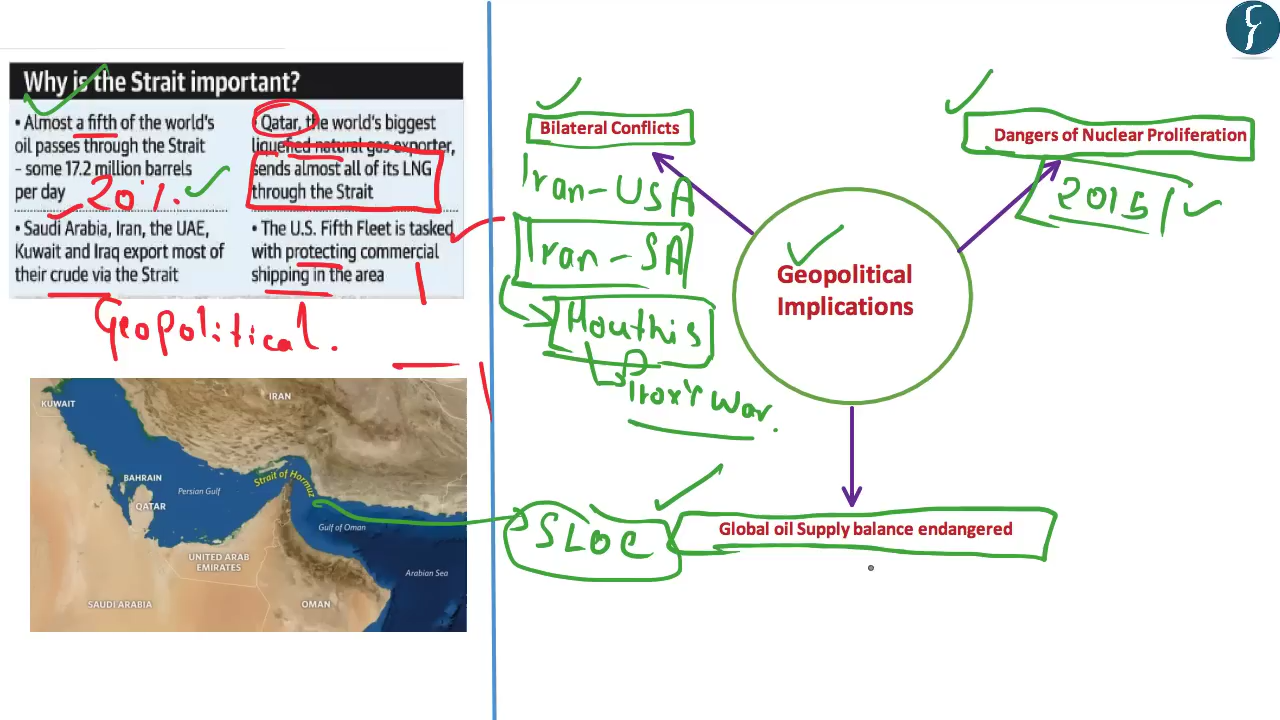 Why is the Strait important?
• Almost a fifth of the world's
oil passes through the Strait
– some 17.2 million barrels
per day
20%
• Qatar, the world's biggest
liquefied natural gas exporter,
sends almost all of its LNG
through the Strait
• Saudi Arabia, Iran, the UAE,
Kuwait and Iraq export most of
their crude via the Strait
• The U.S. Fifth Fleet is tasked
with protecting commercial
shipping in the area
Geopolitical.
KUWAIT
IRAN
BAHRAIN
QATAR
Persian Gulf
Strait of Hormuz
Gulf of Oman
UNITED ARAB
EMIRATES
Arabian Sea
SAUDI ARABIA
OMAN
Bilateral Conflicts
Iran-USA
Iran-SA
Houthis
War.
Dangers of Nuclear Proliferation
2015
Geopolitical
Implications
SLOC
Global oil Supply balance endangered